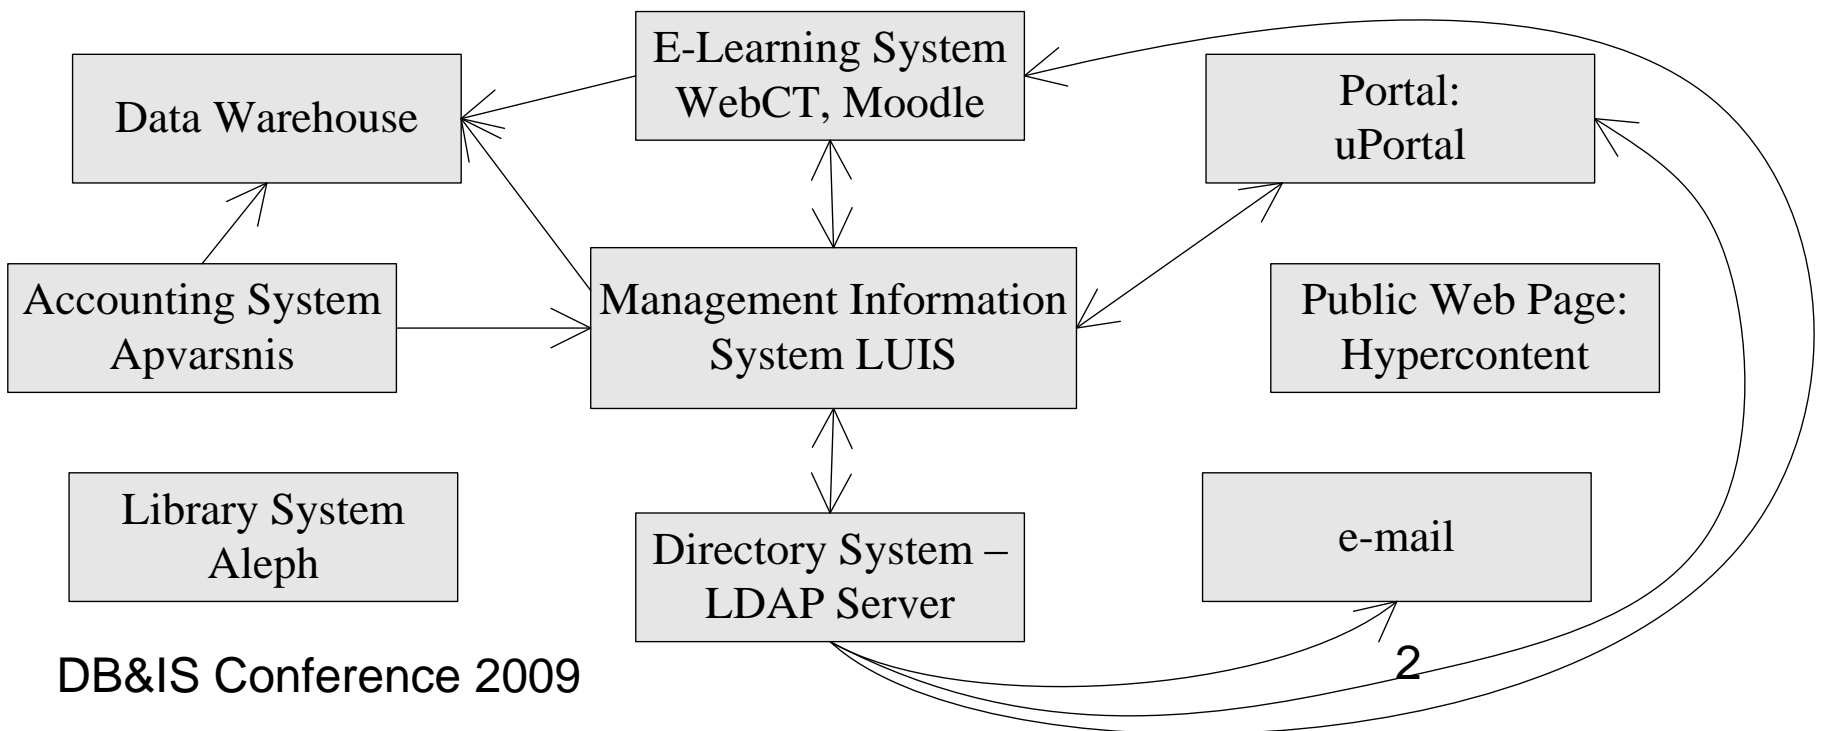 E-Learning System
WebCT, Moodle
Data Warehouse
Portal:
uPortal
Accounting System
Apvarsnis
Management Information
System LUIS
Public Web Page:
Hypercontent
Library System
Aleph
Directory System –
LDAP Server
e-mail
DB&IS Conference 2009
2